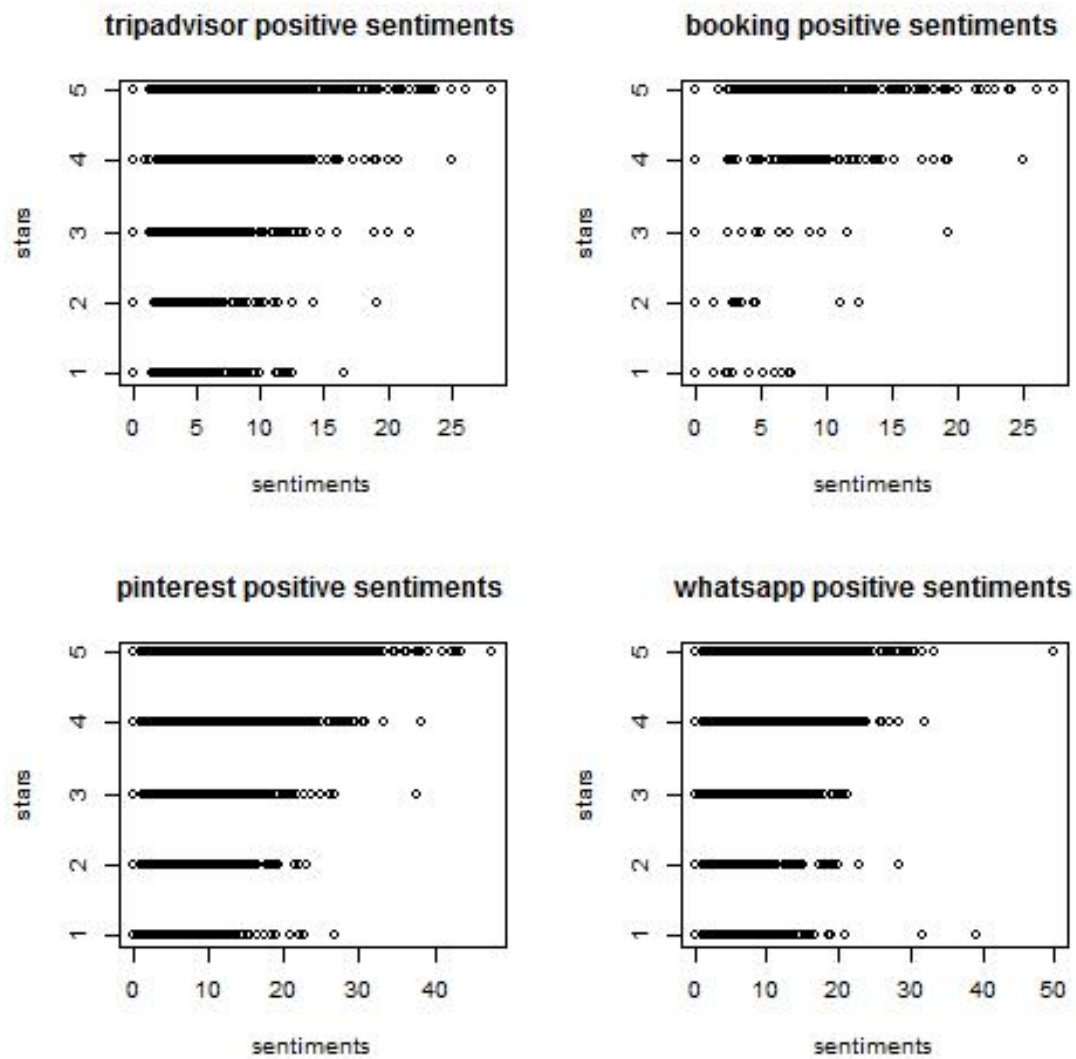 tripadvisor positive sentiments
stars
5
4
3
2
1
0 5 10 15 20 25
sentiments
booking positive sentiments
stars
5
4
3
2
1
0 5 10 15 20 25
sentiments
pinterest positive sentiments
stars
5
4
3
2
1
0 10 20 30 40
sentiments
whatsapp positive sentiments
stars
5
4
3
2
1
0 10 20 30 40 50
sentiments